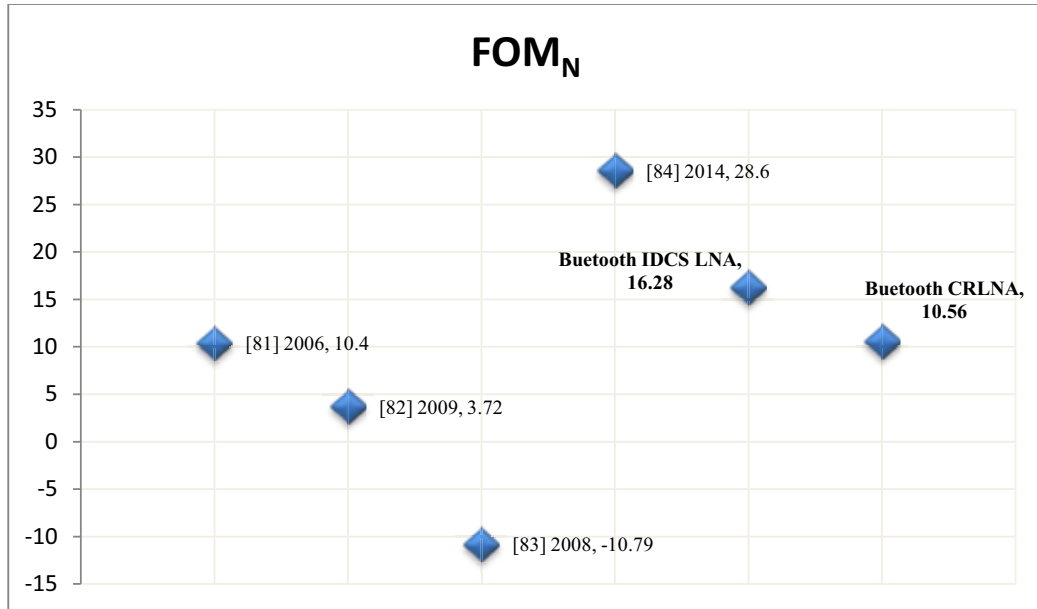 FOMN
35
30
25
20
15
10
5
0
-5
-10
-15
[84] 2014, 28.6
Buetooth IDCS LNA,
16.28
Buetooth CRLNA,
10.56
[81] 2006, 10.4
[82] 2009, 3.72
[83] 2008, -10.79